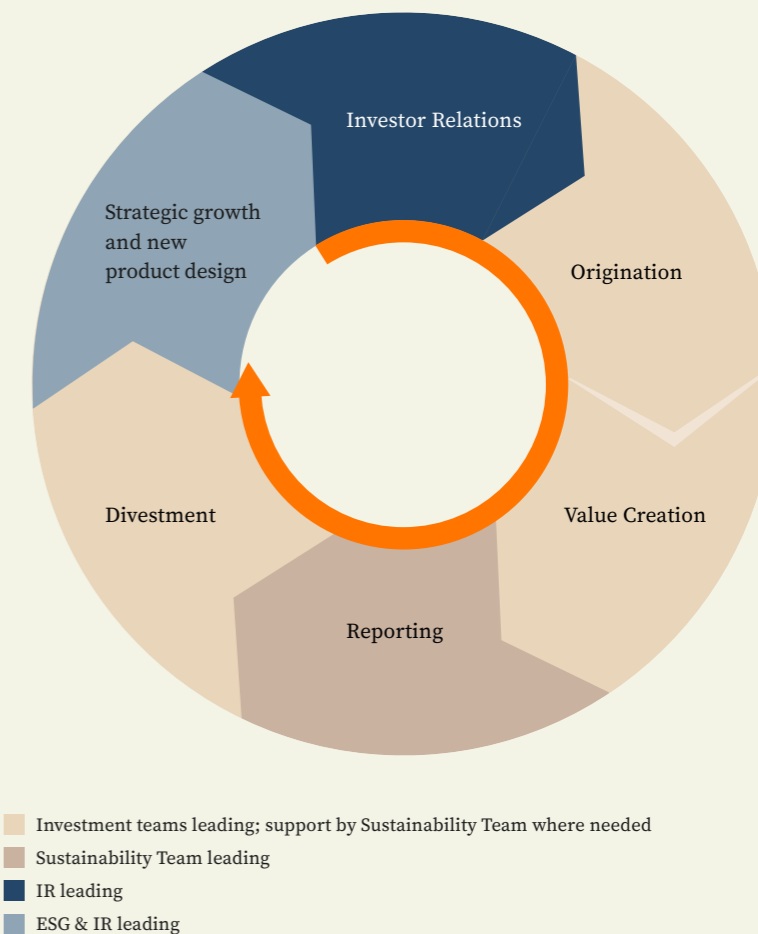 Investor Relations
Strategic growth
and new
product design
Origination
Divestment
Value Creation
Reporting
Investment teams leading; support by Sustainability Team where needed
Sustainability Team leading
IR leading
ESG & IR leading